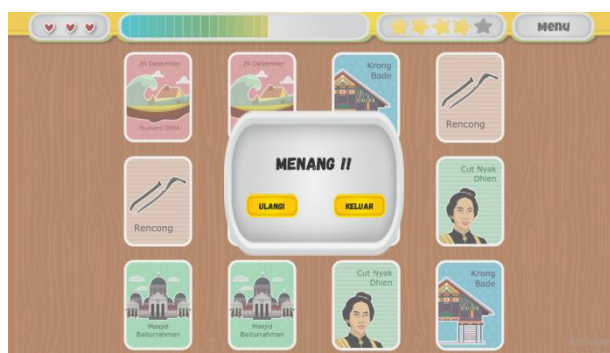 Menu
26 Desember
Tsunami 2004
26 Desember
Krong
Bade
Rencong
MENANG !!
ULANGI
KELUAR
Rencong
Cut Nyak
Dhien
Masjid
Baiturrahman
Masjid
Baiturrahman
Cut Nyak
Dhien
Krong
Bade